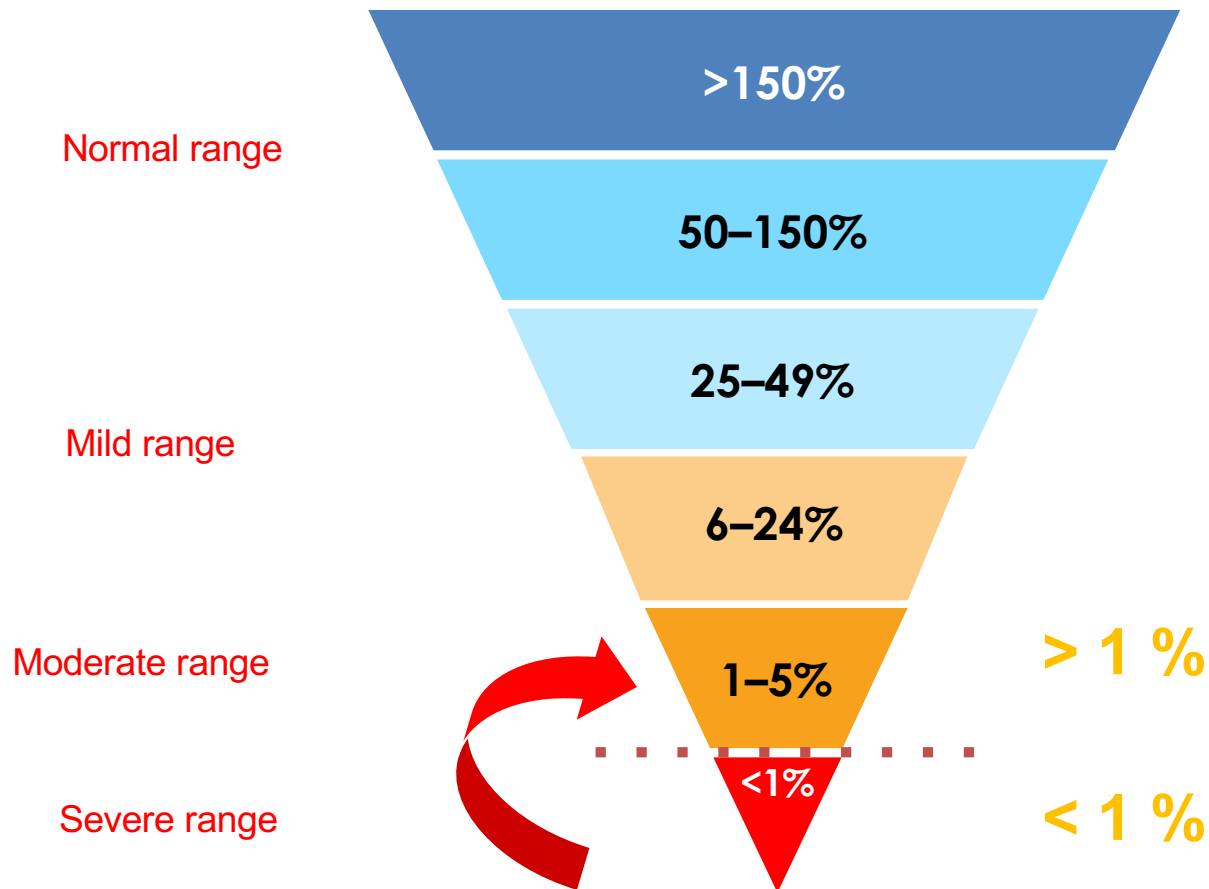 >150%
Normal range
50–150%
25–49%
Mild range
6–24%
Moderate range
1–5%
> 1 %
<1%
Severe range
< 1 %